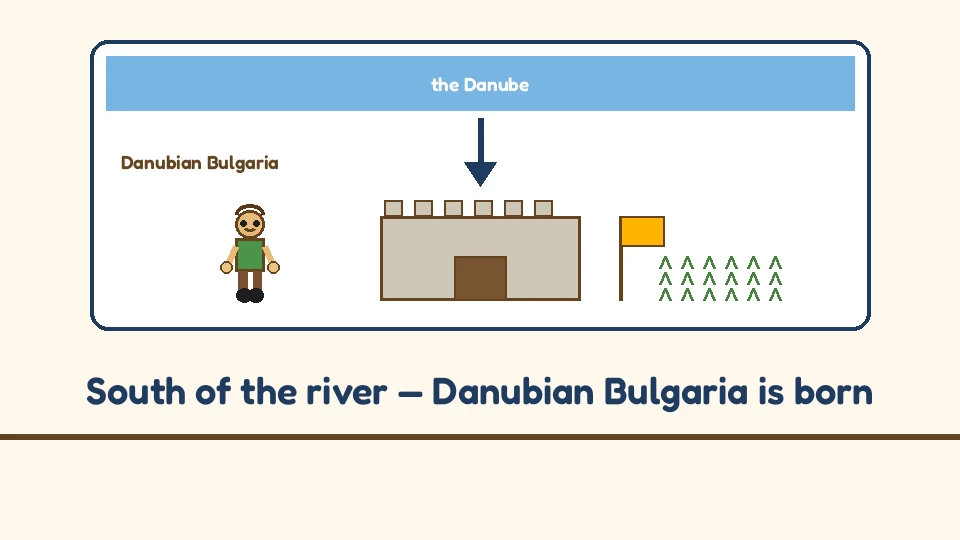 the Danube
Danubian Bulgaria
South of the river — Danubian Bulgaria is born